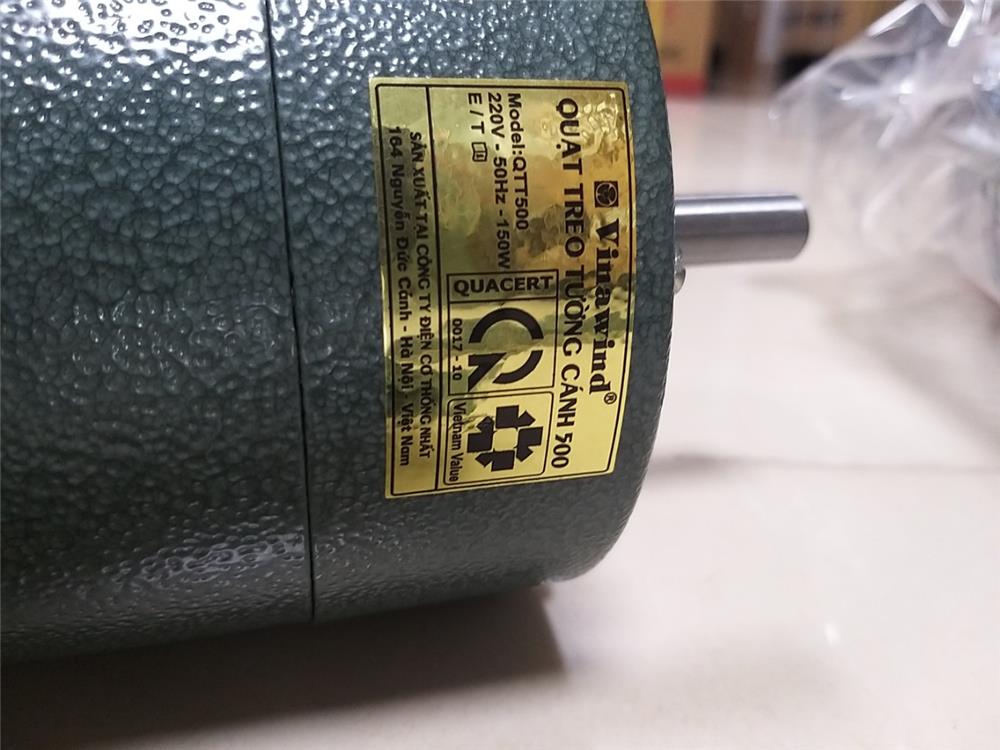 Vinawind®
QUẠT TREO TƯỜNG CÁNH 500
Model:QTT500
220V - 50Hz -150W
E / T
QUACERT
0017 - 10
Vietnam Value
SẢN XUẤT TẠI CÔNG TY ĐIỆN CƠ THỐNG NHẤT
164 Nguyễn Đức Cảnh - Hà Nội - Việt Nam